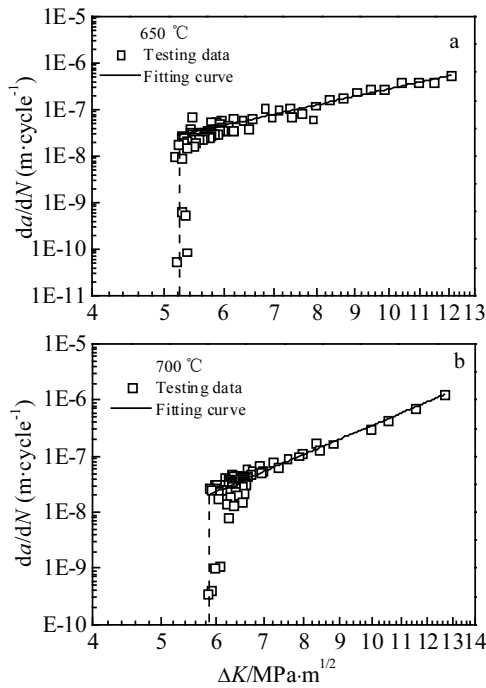 1E-5
650 ℃
a
Testing data
1E-6
Fitting curve
1E-7
1E-8
1E-9
1E-10
1E-11
da/dN (m·cycle-1)
4 5 6 7 8 9 10 11 12 13
1E-5
700 ℃
b
Testing data
1E-6
Fitting curve
1E-7
1E-8
1E-9
E-10
da/dN (m·cycle-1)
4 5 6 7 8 9 10 11 12 13 14
ΔK/MPa·m1/2